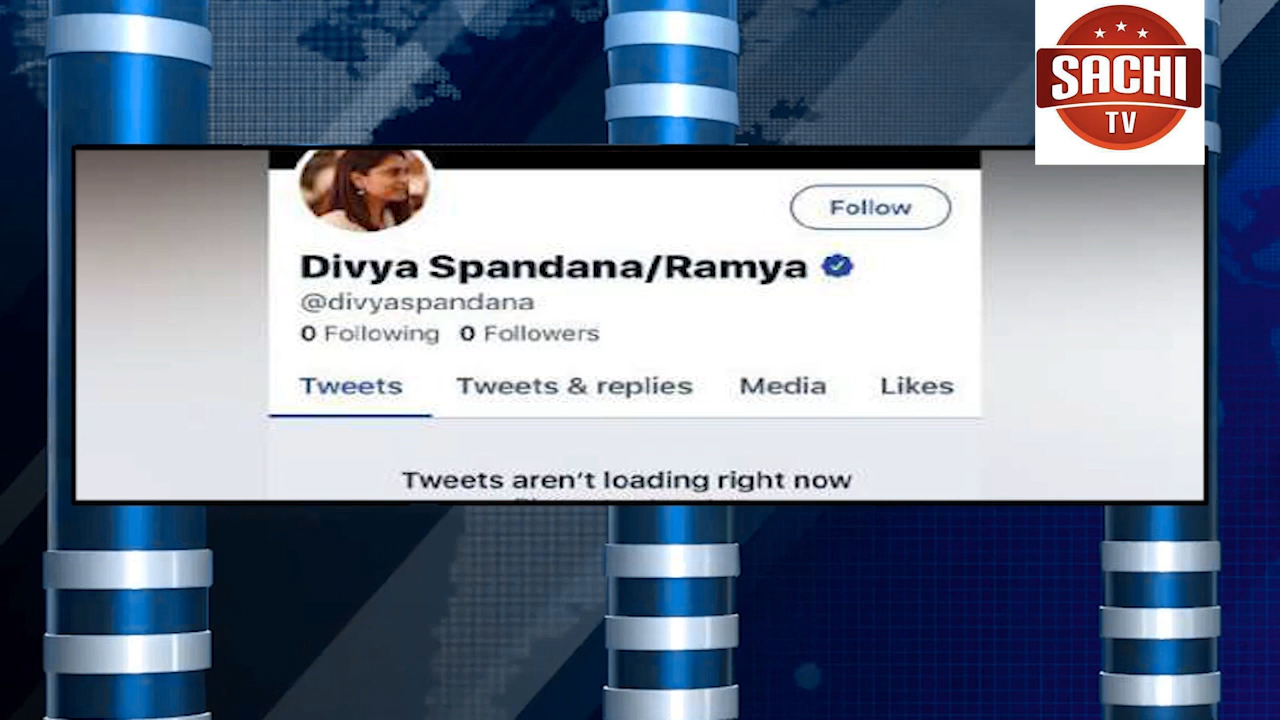 SACHI
TV
Follow
Divya Spandana/Ramya
@divyaspandana
0 Following 0 Followers
Tweets Tweets & replies Media Likes
Tweets aren't loading right now